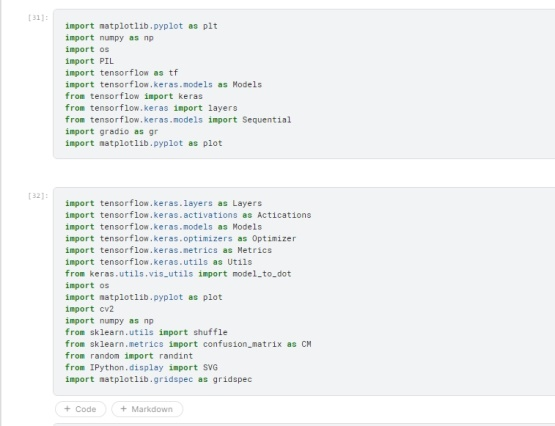 [31]:
import matplotlib.pyplot as plt
import numpy as np
import os
import PIL
import tensorflow as tf
import tensorflow.keras.models as Models
from tensorflow import keras
from tensorflow.keras import layers
from tensorflow.keras.models import Sequential
import gradio as gr
import matplotlib.pyplot as plot
[32]:
import tensorflow.keras.layers as Layers
import tensorflow.keras.activations as Actications
import tensorflow.keras.models as Models
import tensorflow.keras.optimizers as Optimizer
import tensorflow.keras.metrics as Metrics
import tensorflow.keras.utils as Utils
from keras.utils.vis_utils import model_to_dot
import os
import matplotlib.pyplot as plot
import cv2
import numpy as np
from sklearn.utils import shuffle
from sklearn.metrics import confusion_matrix as CM
from random import randint
from IPython.display import SVG
import matplotlib.gridspec as gridspec
+ Code + Markdown